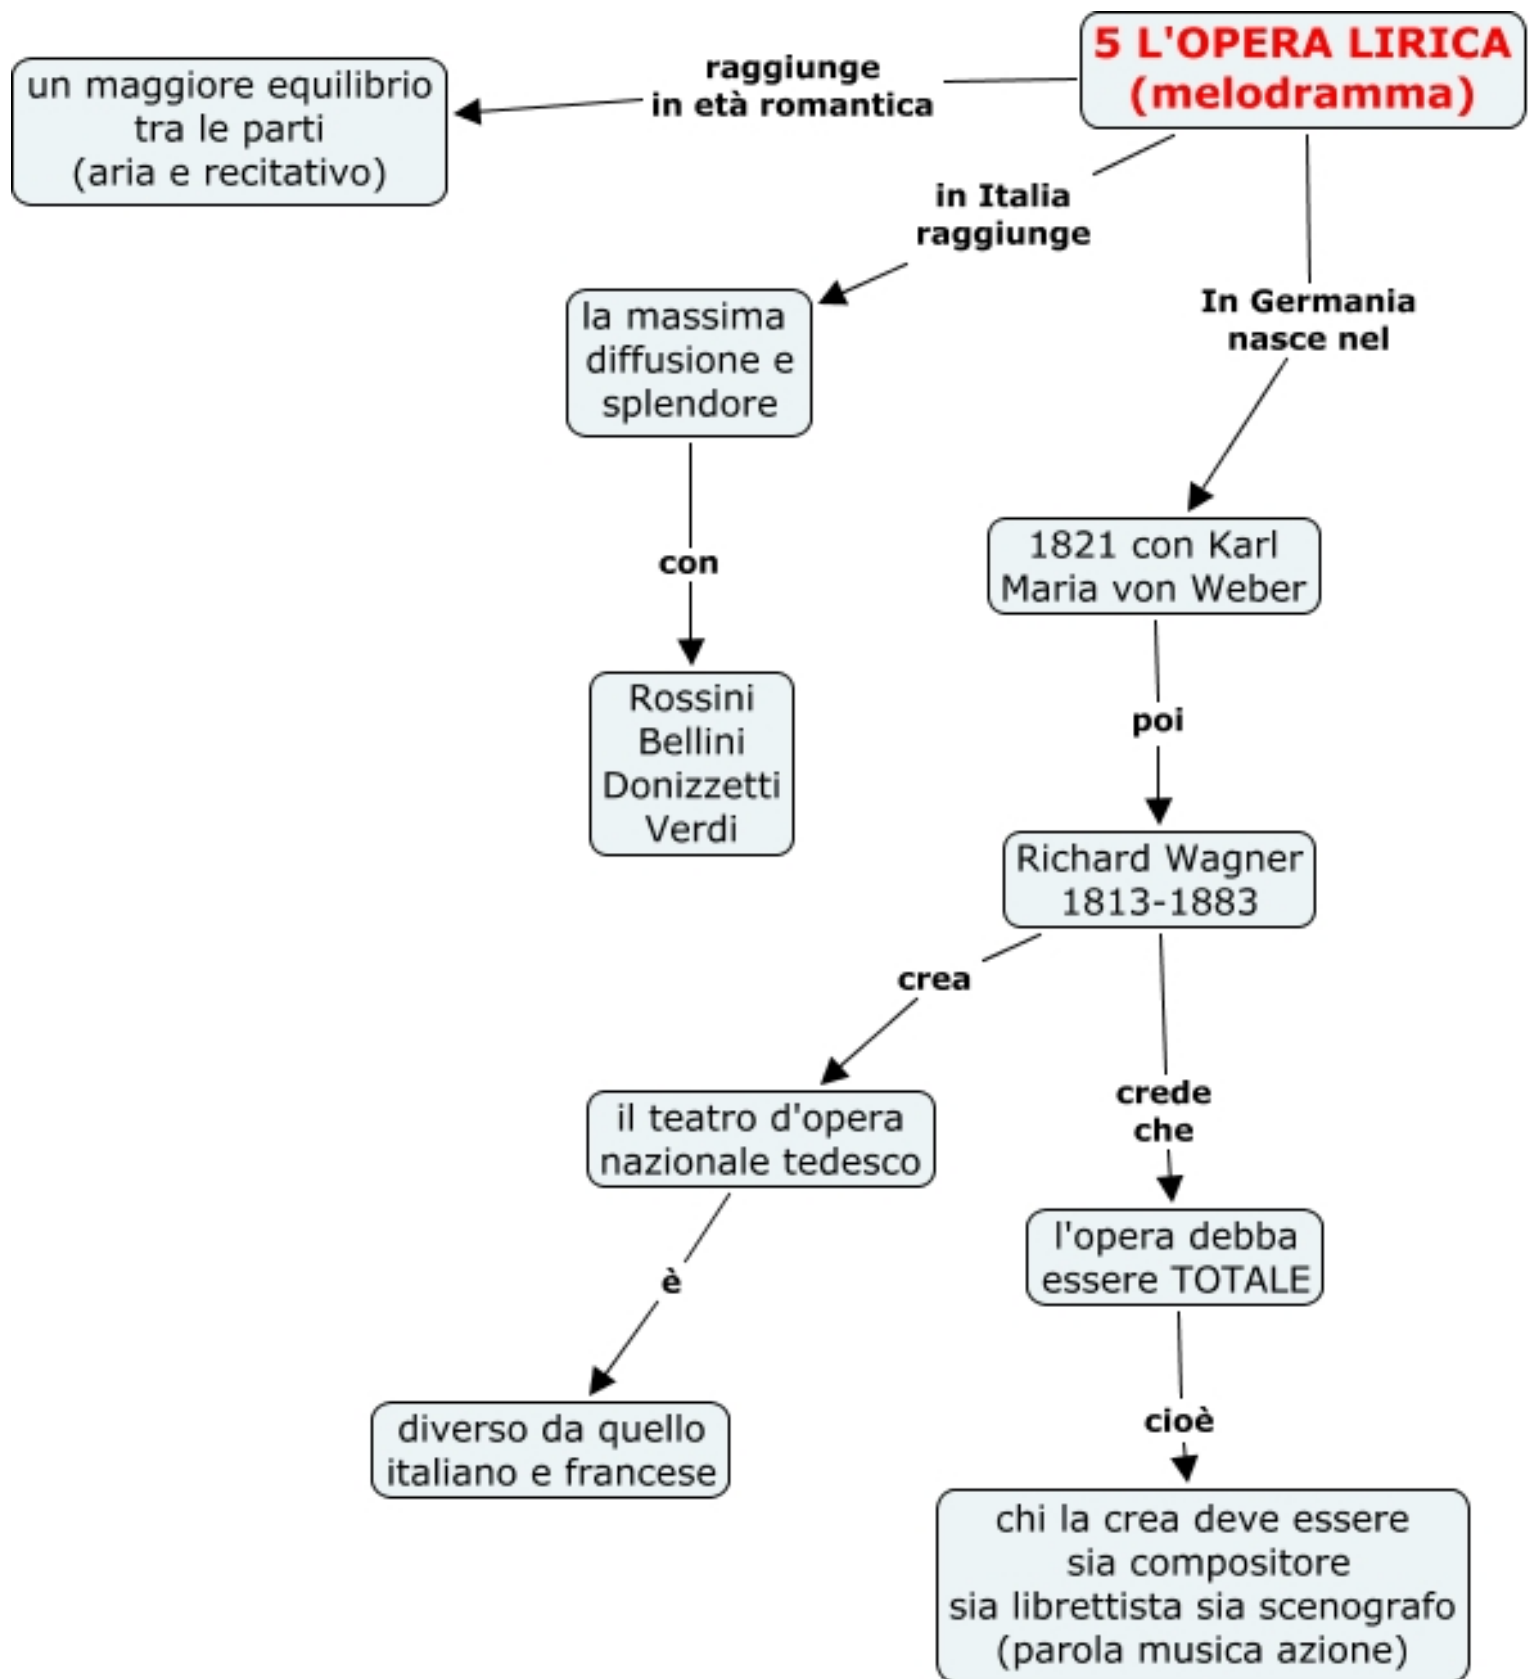 5 L'OPERA LIRICA
(melodramma)
raggiunge
in età romantica
un maggiore equilibrio
tra le parti
(aria e recitativo)
in Italia
raggiunge
la massima
diffusione e
splendore
con
Rossini
Bellini
Donizzetti
Verdi
In Germania
nasce nel
1821 con Karl
Maria von Weber
poi
Richard Wagner
1813-1883
crea
il teatro d'opera
nazionale tedesco
è
diverso da quello
italiano e francese
crede
che
l'opera debba
essere TOTALE
cioè
chi la crea deve essere
sia compositore
sia librettista sia scenografo
(parola musica azione)